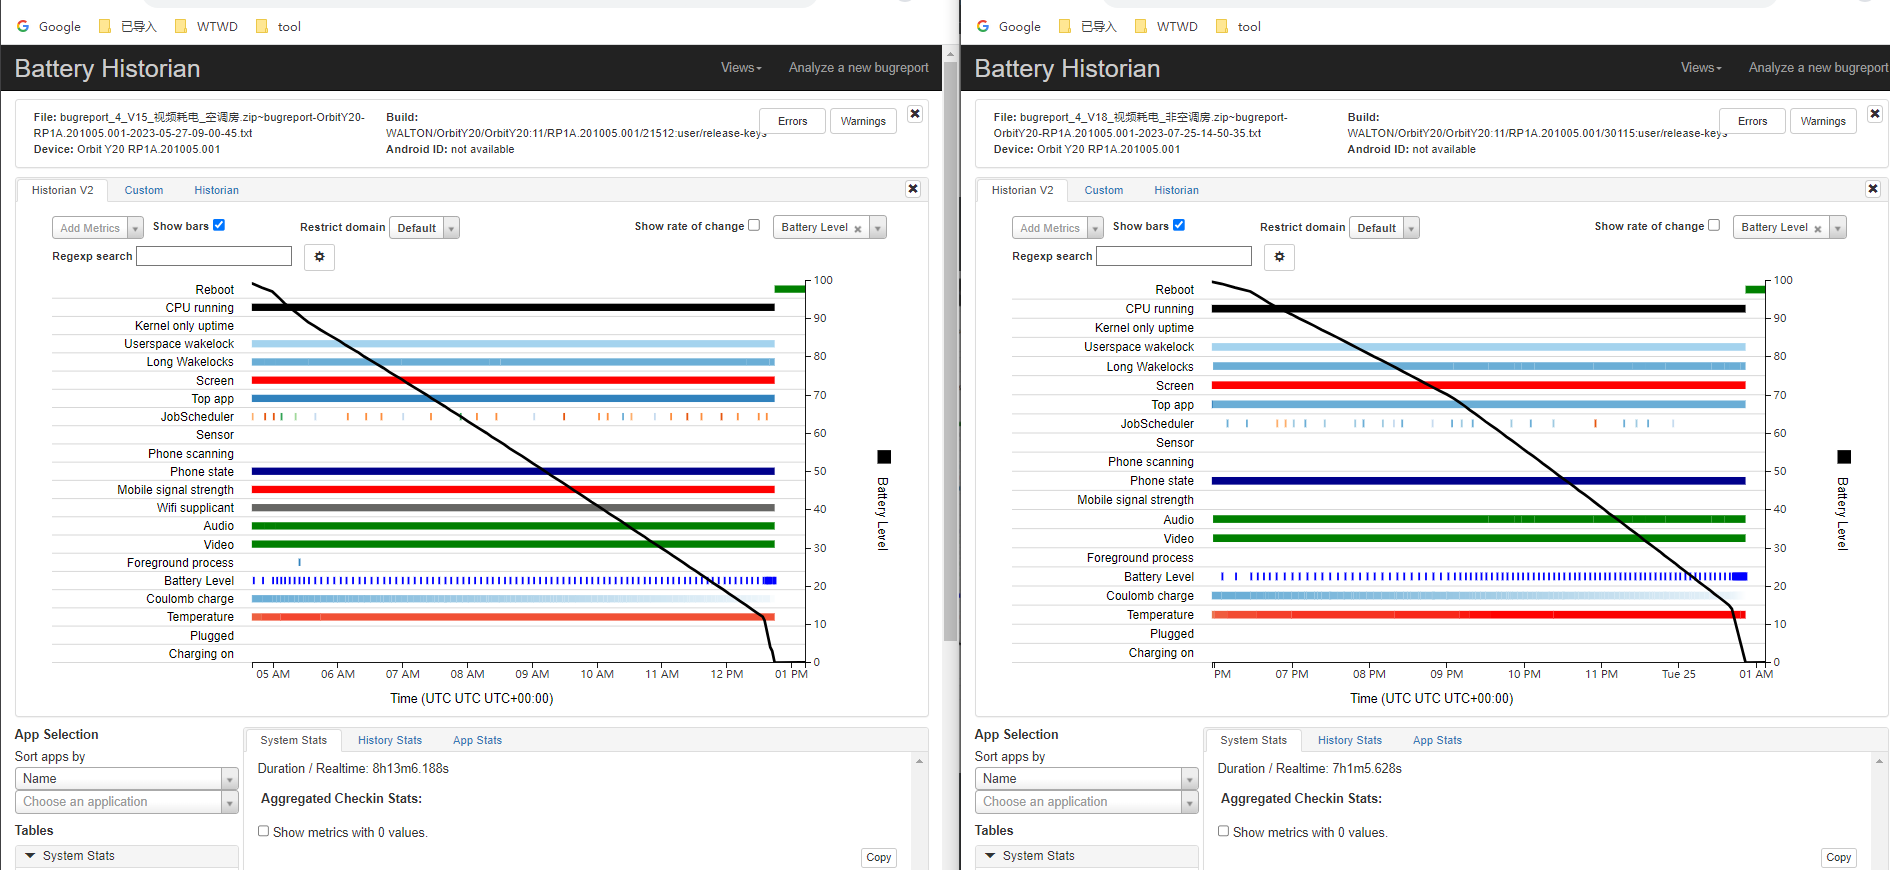 Google 已导入 WTWD tool
Battery Historian Views Analyze a new bugreport
File: bugreport_4_V15_视频耗电_空调房.zip~bugreport-OrbitY20-
RP1A.201005.001-2023-05-27-09-00-45.txt
Device: Orbit Y20 RP1A.201005.001
Build:
WALTON/OrbitY20/OrbitY20:11/RP1A.201005.001/21512:user/release-keys
Android ID: not available
Errors Warnings
Historian V2 Custom Historian
Add Metrics Show bars Restrict domain Default Show rate of change Battery Level
Regexp search
Reboot
CPU running
Kernel only uptime
Userspace wakelock
Long Wakelocks
Screen
Top app
JobScheduler
Sensor
Phone scanning
Phone state
Mobile signal strength
Wifi supplicant
Audio
Video
Foreground process
Battery Level
Coulomb charge
Temperature
Plugged
Charging on
100
90
80
70
60
50
40
30
20
10
0
Battery Level
05 AM 06 AM 07 AM 08 AM 09 AM 10 AM 11 AM 12 PM 01 PM
Time (UTC UTC UTC+00:00)
App Selection
Sort apps by
Name
Choose an application
Tables
System Stats
System Stats History Stats App Stats
Duration / Realtime: 8h13m6.188s
Aggregated Checkin Stats:
Show metrics with 0 values.
Copy
Google 已导入 WTWD tool
Battery Historian Views Analyze a new bugreport
File: bugreport_4_V18_视频耗电_非空调房.zip~bugreport-
OrbitY20-RP1A.201005.001-2023-07-25-14-50-35.txt
Device: Orbit Y20 RP1A.201005.001
Build:
WALTON/OrbitY20/OrbitY20:11/RP1A.201005.001/30115:user/release-keys
Android ID: not available
Errors Warnings
Historian V2 Custom Historian
Add Metrics Show bars Restrict domain Default Show rate of change Battery Level
Regexp search
Reboot
CPU running
Kernel only uptime
Userspace wakelock
Long Wakelocks
Screen
Top app
JobScheduler
Sensor
Phone scanning
Phone state
Mobile signal strength
Audio
Video
Foreground process
Battery Level
Coulomb charge
Temperature
Plugged
Charging on
100
90
80
70
60
50
40
30
20
10
0
Battery Level
PM 07 PM 08 PM 09 PM 10 PM 11 PM Tue 25 01 AM
Time (UTC UTC UTC+00:00)
App Selection
Sort apps by
Name
Choose an application
Tables
System Stats
System Stats History Stats App Stats
Duration / Realtime: 7h1m5.628s
Aggregated Checkin Stats:
Show metrics with 0 values.
Copy